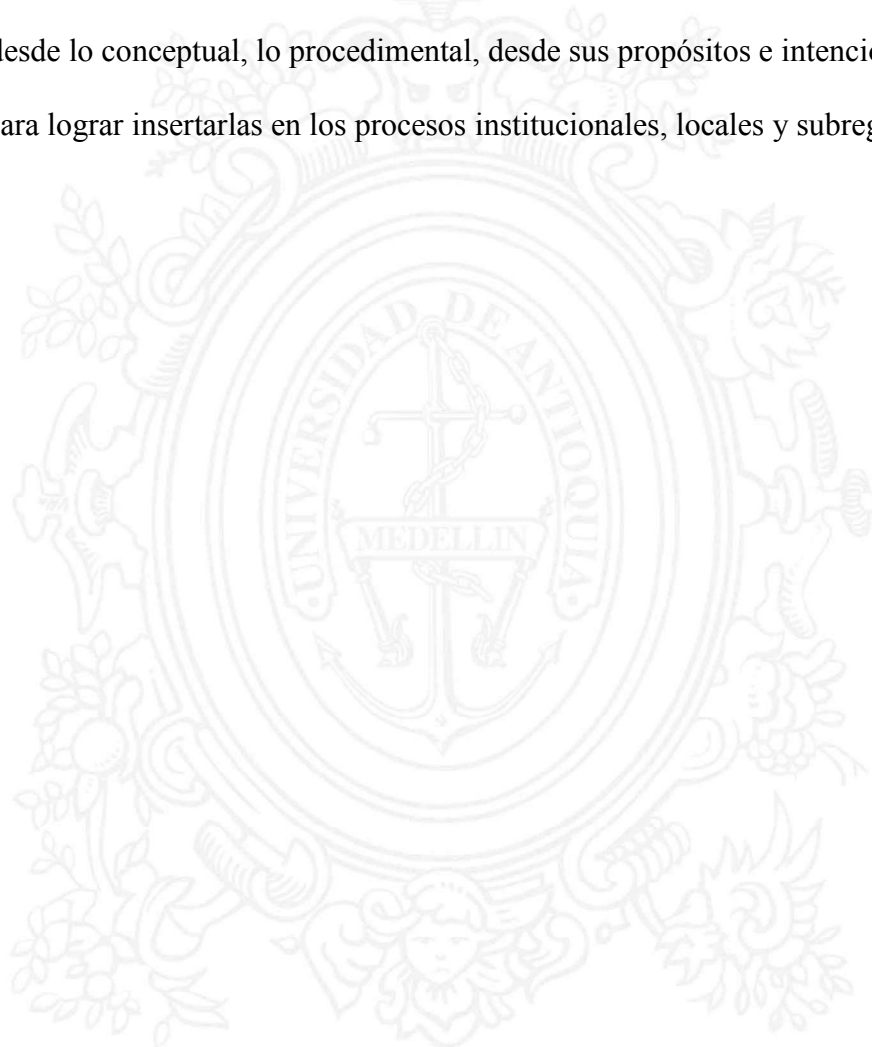 desde lo conceptual, lo procedimental, desde sus propósitos e
para lograr insertarlas en los procesos institucionales, locales y
UNIVERSIDAD DE ANTIOQUIA
MEDELLIN